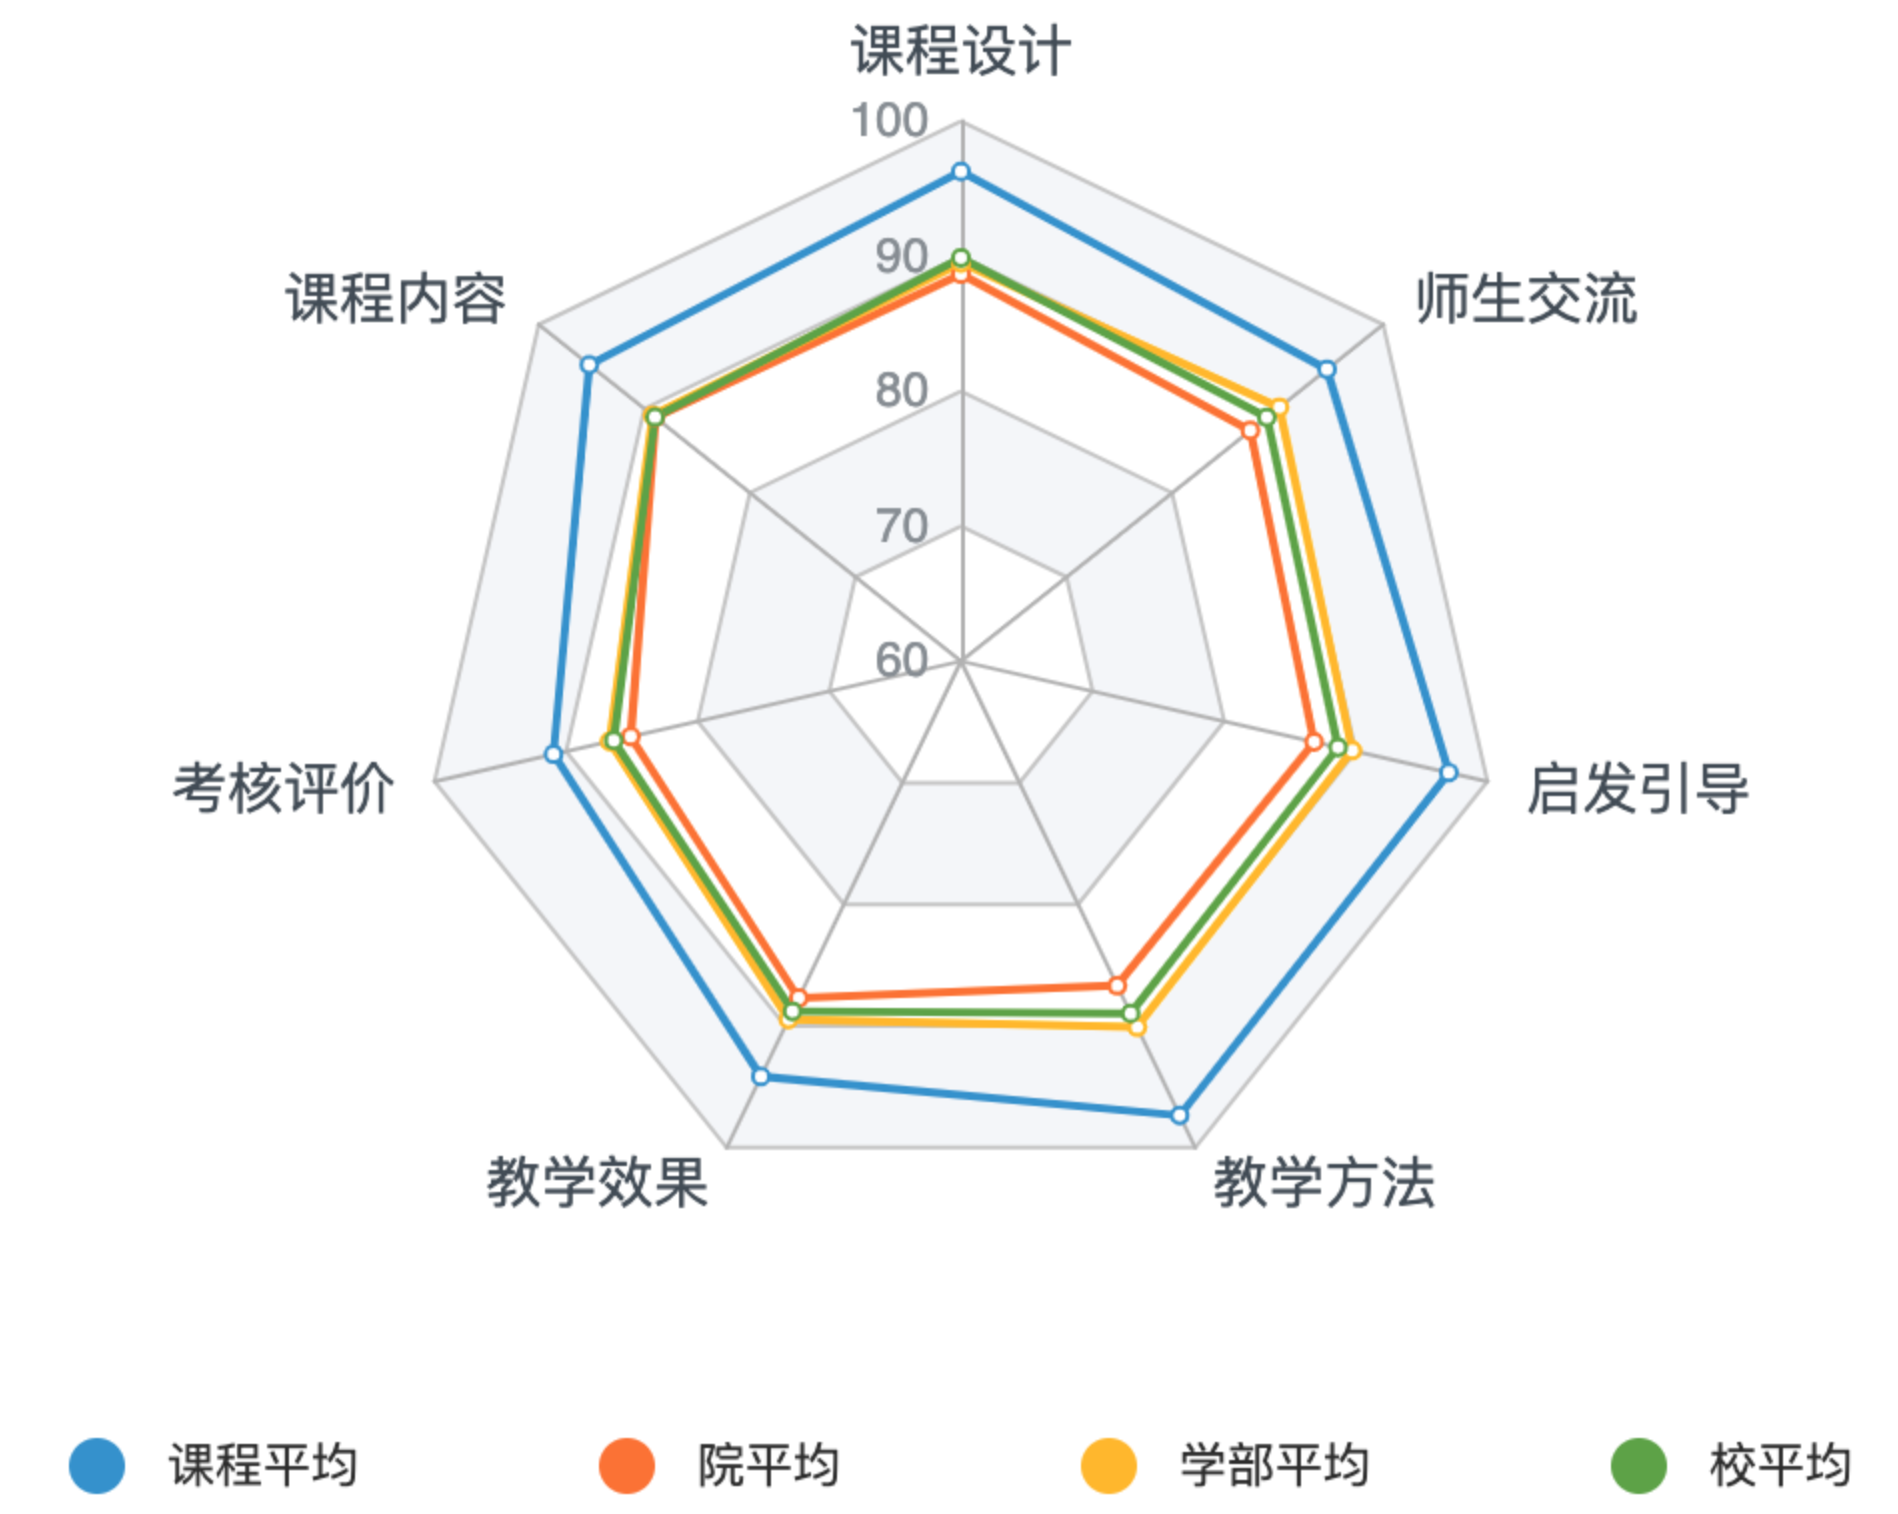 课程设计
100
90
80
70
60
课程内容
师生交流
考核评价
启发引导
教学效果
教学方法
课程平均 院平均 学部平均 校平均